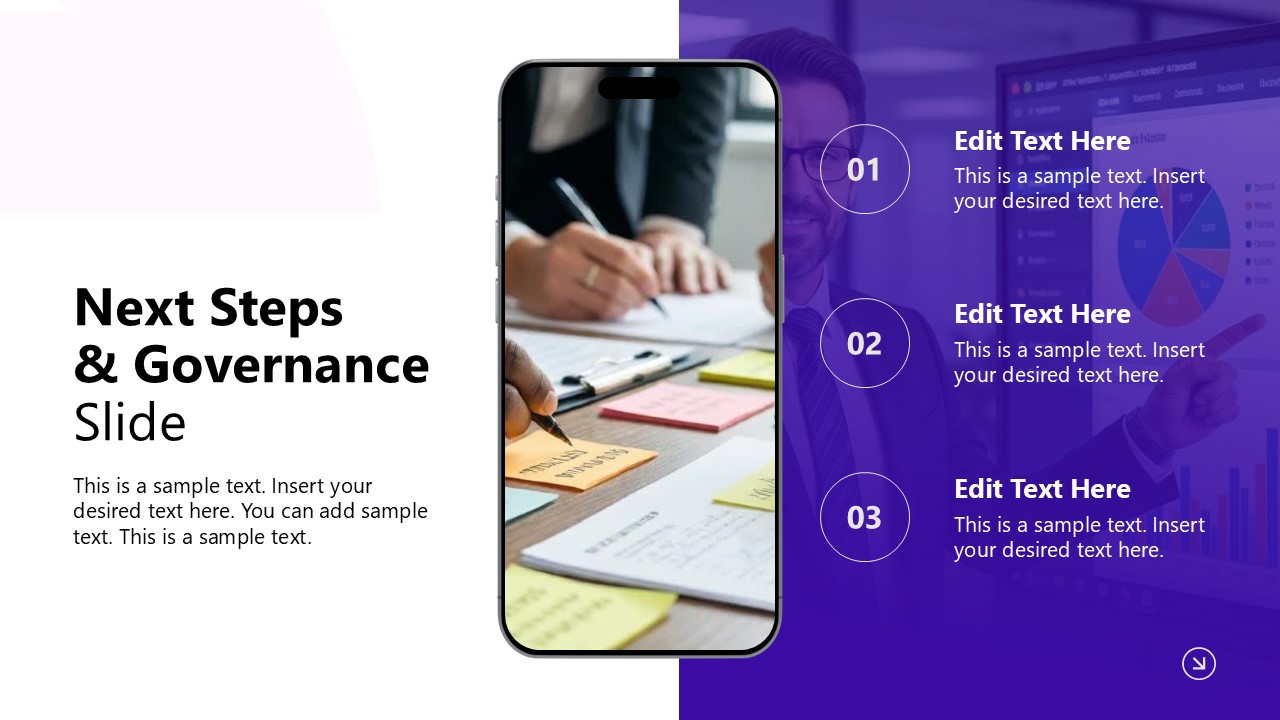 Next Steps
& Governance
Slide
This is a sample text. Insert your
desired text here. You can add sample
text. This is a sample text.
01
Edit Text Here
This is a sample text. Insert
your desired text here.
02
Edit Text Here
This is a sample text. Insert
your desired text here.
03
Edit Text Here
This is a sample text. Insert
your desired text here.